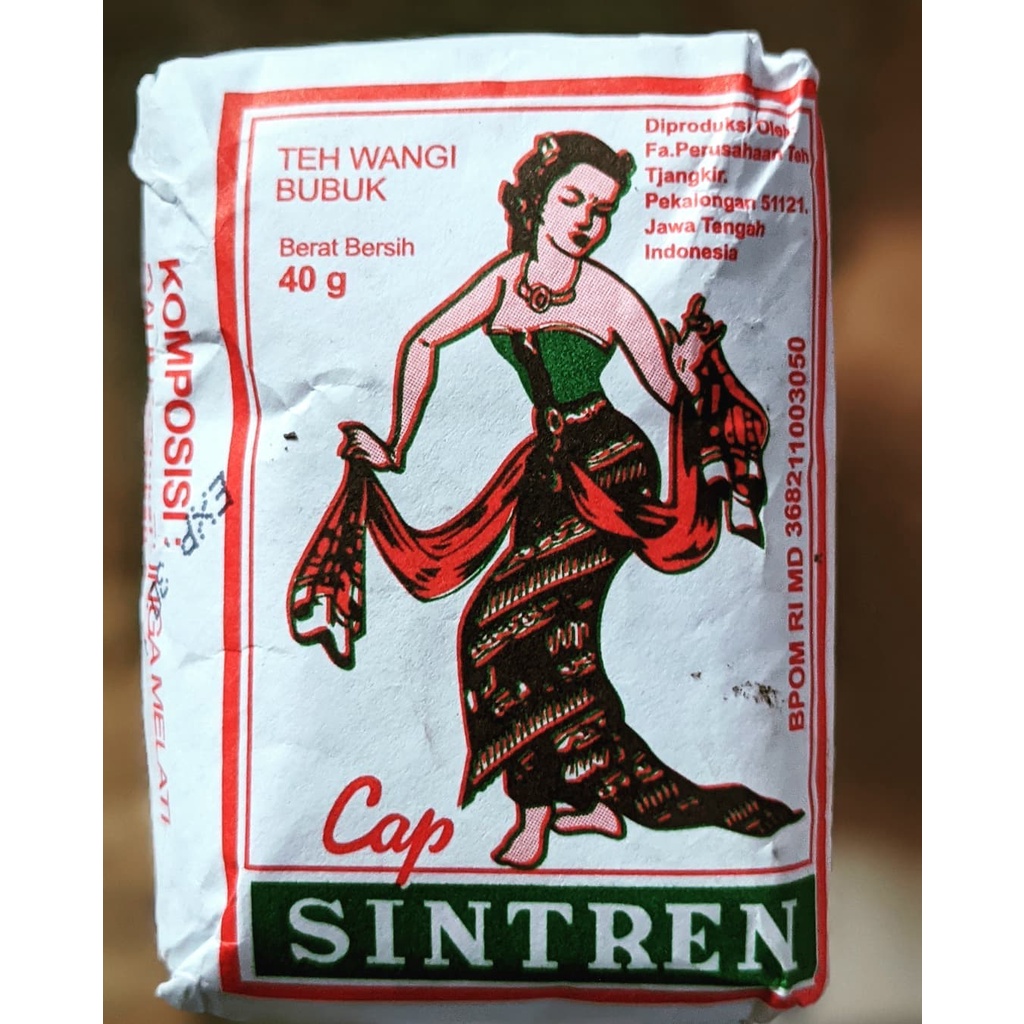 TEH WANGI
BUBUK
Berat Bersih
40 g
Diproduksi Oleh
Fa.Perusahaan Teh
Tjangkir.
Pekalongan 51121.
Jawa Tengah
Indonesia
BPOM RI MD 368211003050
Cap
SINTREN
KOMPOSISI :
MELATI
EXP